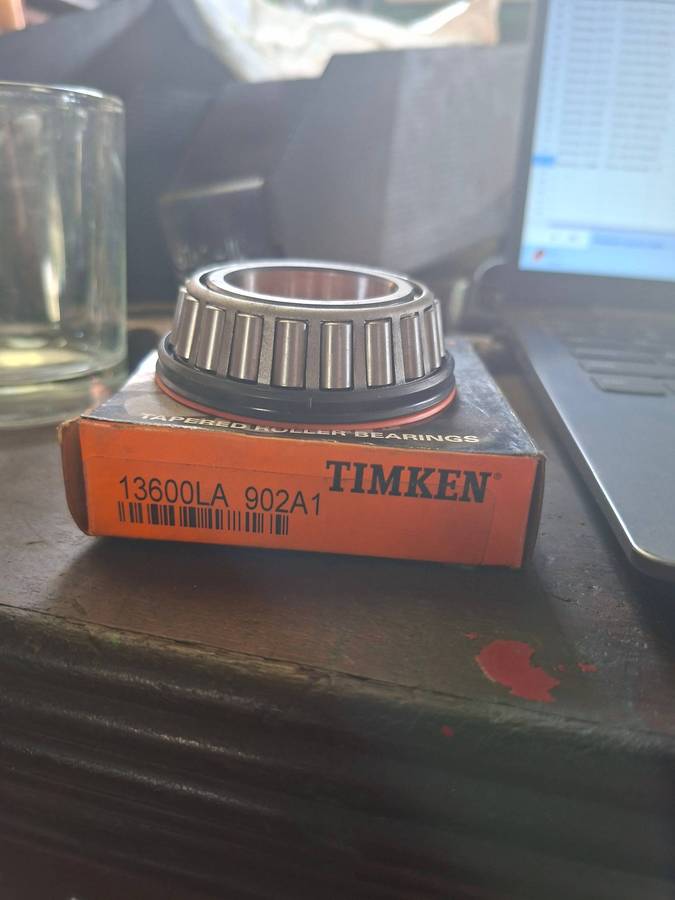 TAPERED ROLLER BEARINGS
TIMKEN®
13600LA 902A1